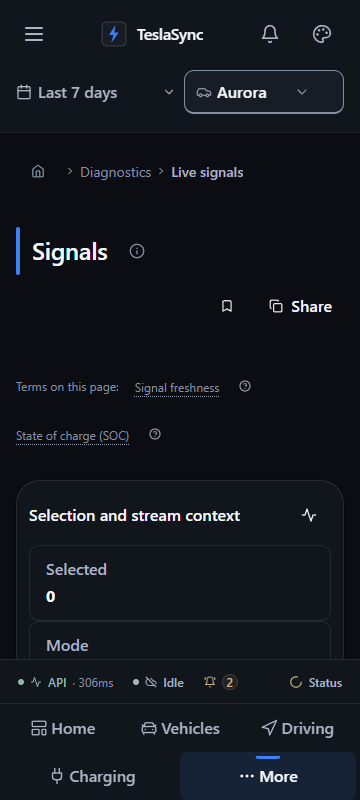 TeslaSync
Last 7 days
Aurora
Diagnostics
Live signals
Signals
Share
Terms on this page:
Signal freshness
State of charge (SOC)
Selection and stream context
Selected
0
Mode
API · 306ms
Idle
2
Status
Home
Vehicles
Driving
Charging
More